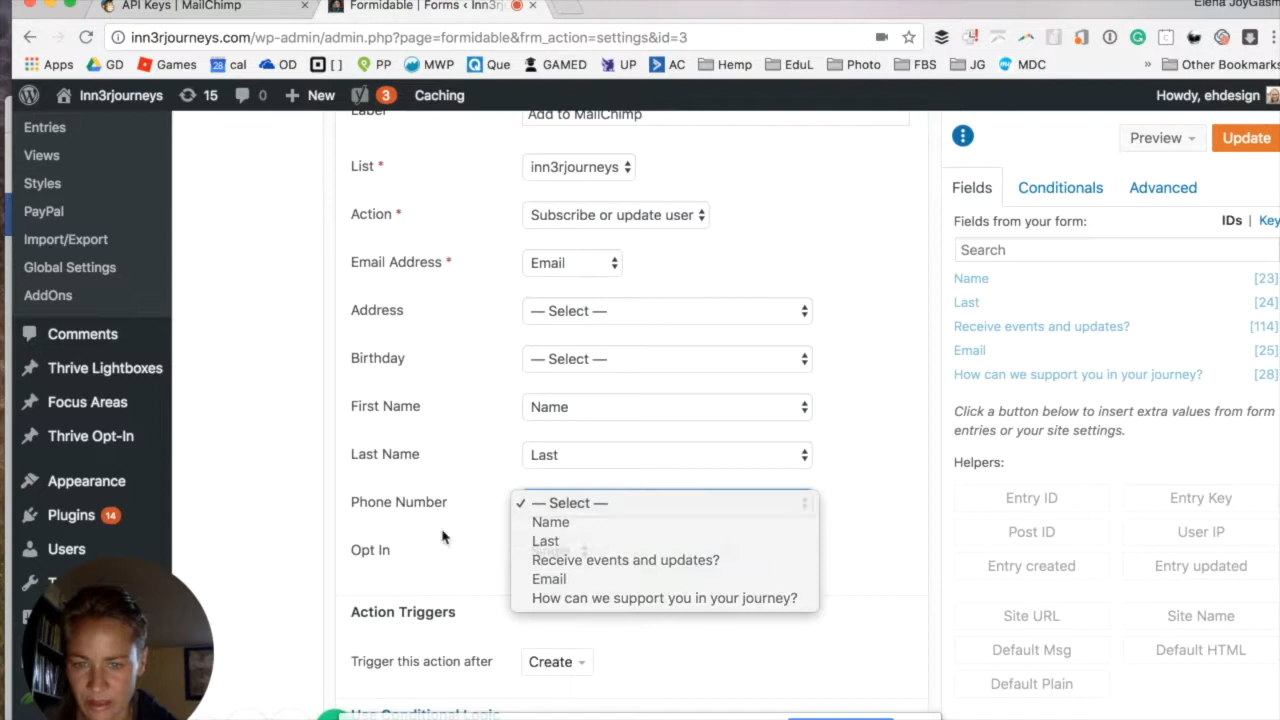 API Keys | MailChimp
Formidable | Forms ‹ Inn3rj
Elena JoyGasm
inn3rjourneys.com/wp-admin/admin.php?page=formidable&frm_action=settings&id=3
Apps GD Games cal OD [ ] PP MWP Que GAMED UP AC Hemp EduL Photo FBS JG MDC » Other Bookmarks
Inn3rjourneys 15 0 New 3 Caching Howdy, ehdesign
Entries
Views
Styles
PayPal
Import/Export
Global Settings
AddOns
Comments
Thrive Lightboxes
Focus Areas
Thrive Opt-In
Appearance
Plugins 14
Users
Label Add to MailChimp
List * inn3rjourneys
Action * Subscribe or update user
Email Address * Email
Address — Select —
Birthday — Select —
First Name Name
Last Name Last
Phone Number ✓ — Select —
Name
Last
Receive events and updates?
Email
How can we support you in your journey?
Opt In
Action Triggers
Trigger this action after Create
Use Conditional Logic
Preview Update
Fields Conditionals Advanced
Fields from your form: IDs | Key
Search
Name [23]
Last [24]
Receive events and updates? [114]
Email [25]
How can we support you in your journey? [28]
Click a button below to insert extra values from form
entries or your site settings.
Helpers:
Entry ID Entry Key
Post ID User IP
Entry created Entry updated
Site URL Site Name
Default Msg Default HTML
Default Plain